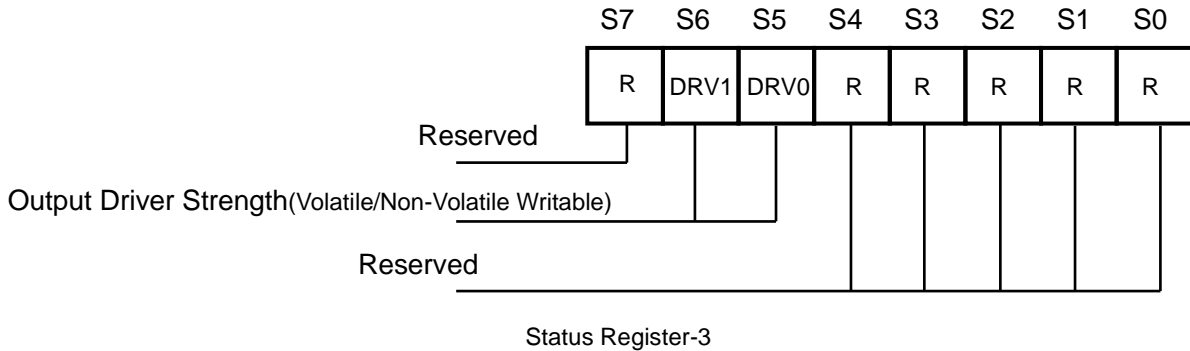 S7 S6 S5 S4 S3 S2 S1 S0
R DRV1 DRV0 R R R R R
Reserved
Output Driver Strength(Volatile/Non-Volatile Writable)
Reserved
Status Register-3